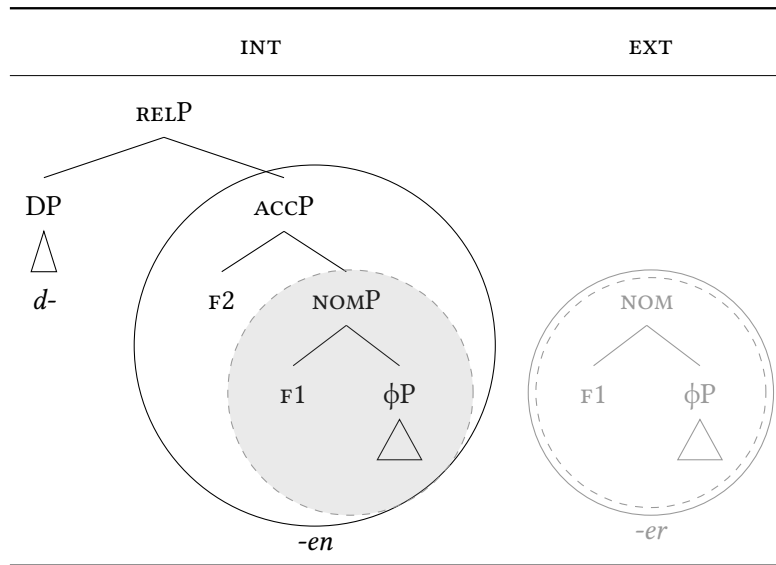 INT EXT
RELP
DP ACCP
d- F2 NOMP NOM
F1 ϕP F1 ϕP
-en -er